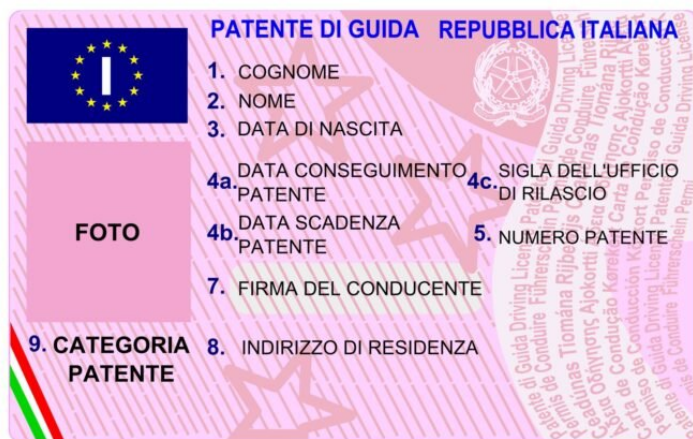 PATENTE DI GUIDA REPUBBLICA ITALIANA
I
1. COGNOME
2. NOME
3. DATA DI NASCITA
4a. DATA CONSEGUIMENTO
PATENTE
4c. SIGLA DELL'UFFICIO
DI RILASCIO
FOTO
4b. DATA SCADENZA
PATENTE
5. NUMERO PATENTE
7. FIRMA DEL CONDUCENTE
9. CATEGORIA
PATENTE
8. INDIRIZZO DI RESIDENZA